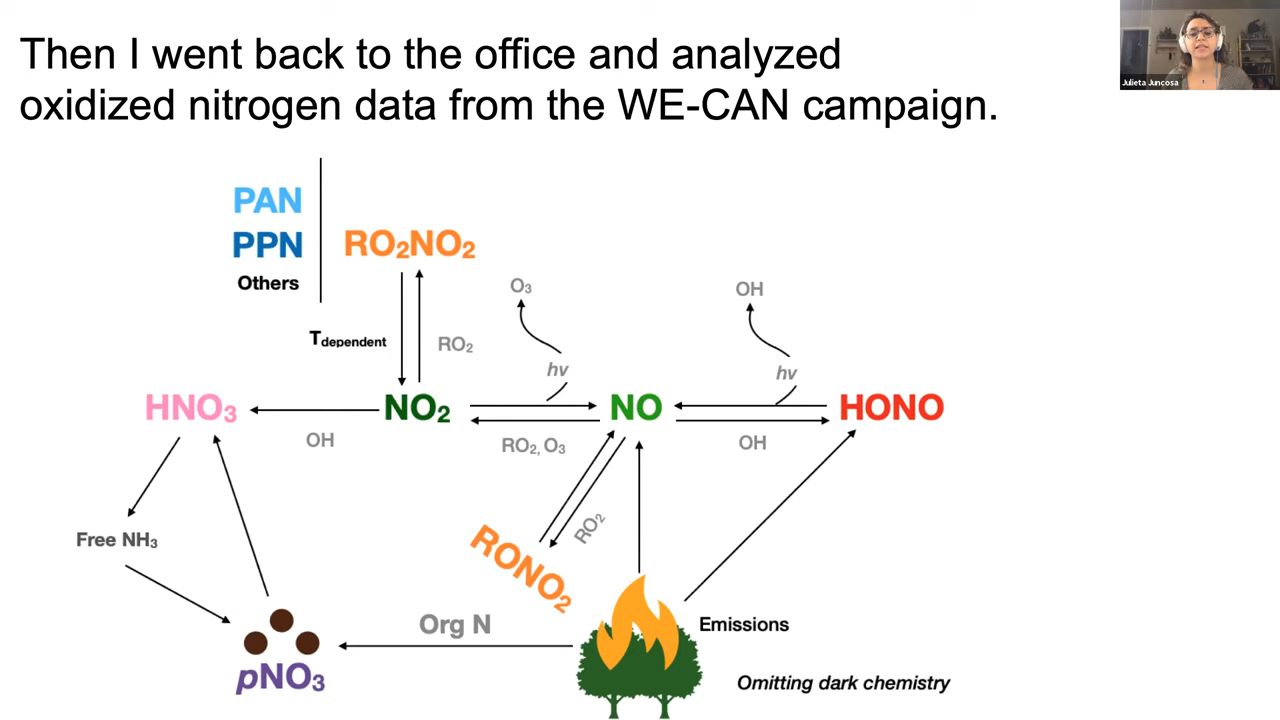 Then I went back to the office and analyzed
oxidized nitrogen data from the WE-CAN campaign.
Julieta Juncosa
PAN
PPN
Others
RO₂NO₂
O₃
OH
Tdependent
RO₂
hv
hv
HNO₃
NO₂
NO
HONO
OH
RO₂, O₃
OH
RO₂
Free NH₃
RONO₂
Org N
Emissions
pNO₃
Omitting dark chemistry